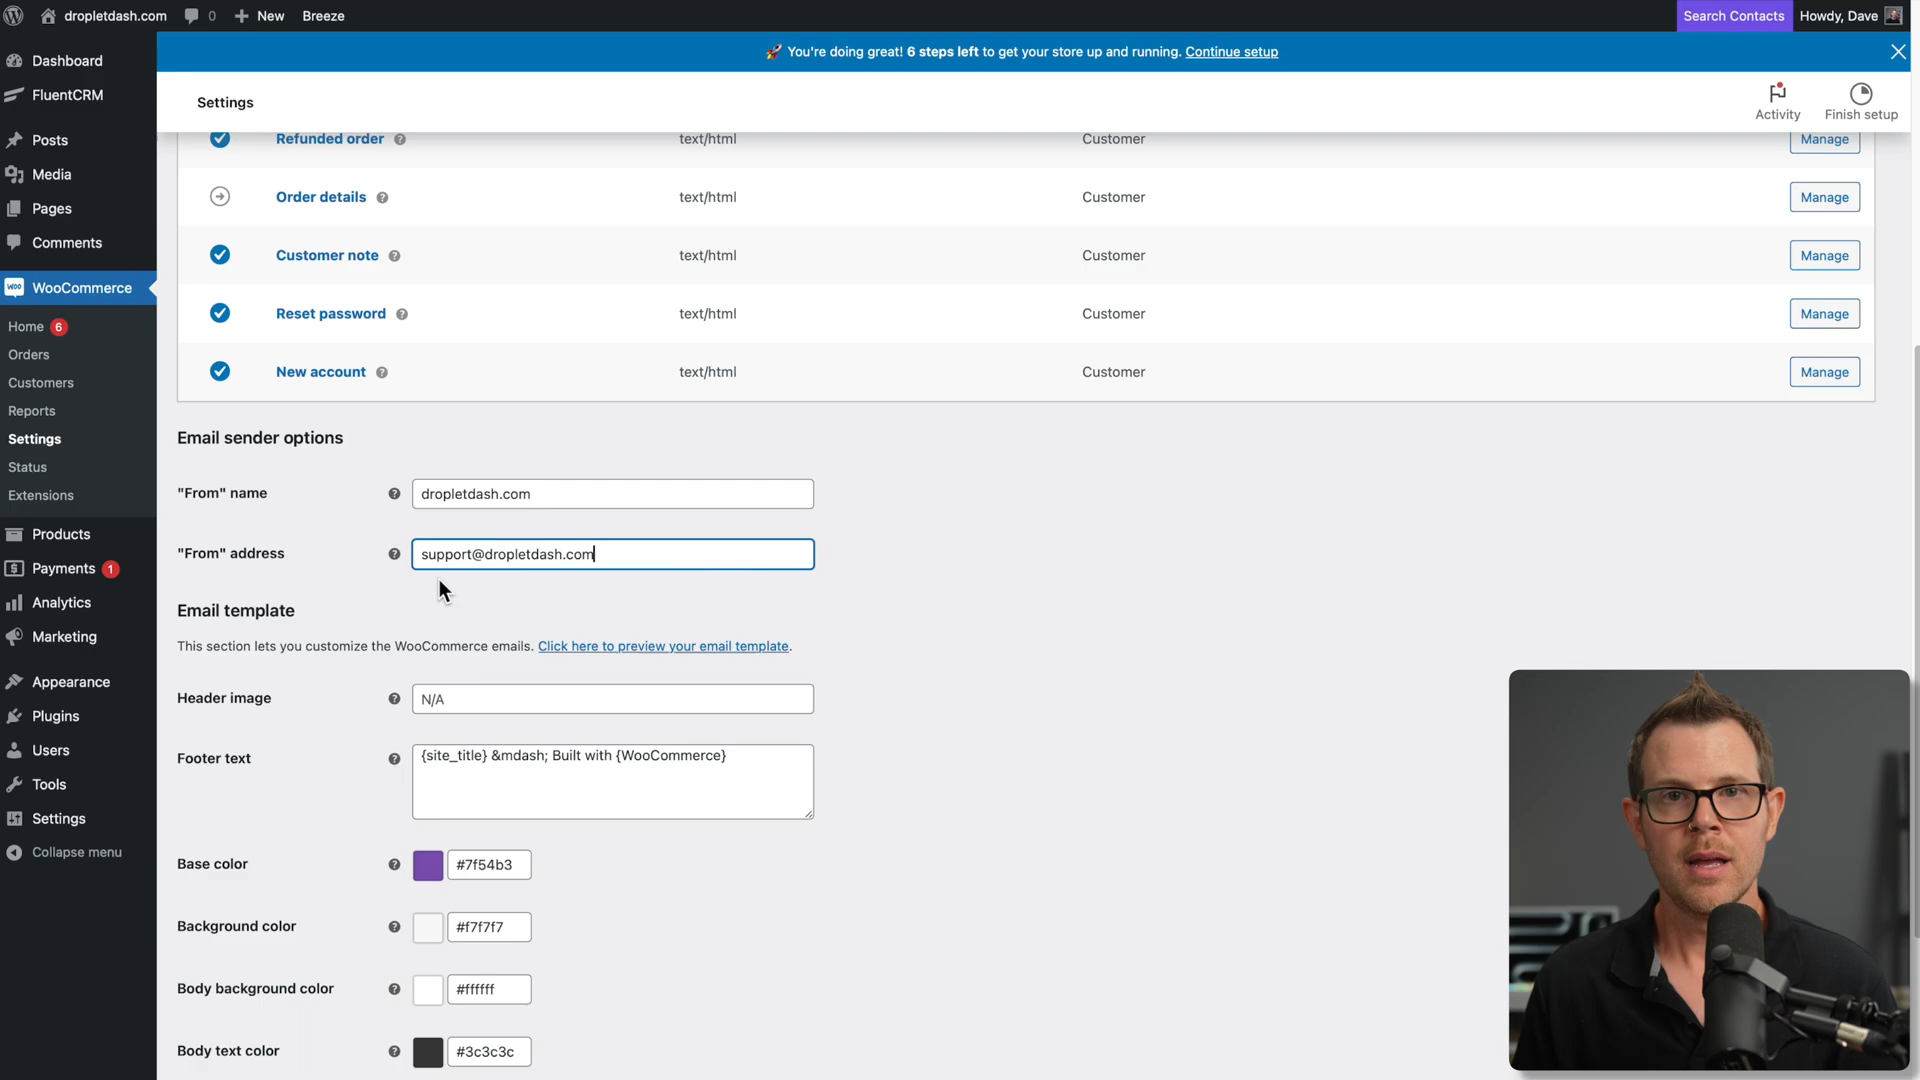 dropletdash.com
0
New
Breeze
Search Contacts
Howdy, Dave
🚀 You're doing great! 6 steps left to get your store up and running. Continue setup
Dashboard
FluentCRM
Posts
Media
Pages
Comments
WOO WooCommerce
Home 6
Orders
Customers
Reports
Settings
Status
Extensions
Products
Payments 1
Analytics
Marketing
Appearance
Plugins
Users
Tools
Settings
Collapse menu
Settings
Activity
Finish setup
Refunded order text/html Customer Manage
Order details text/html Customer Manage
Customer note text/html Customer Manage
Reset password text/html Customer Manage
New account text/html Customer Manage
Email sender options
"From" name dropletdash.com
"From" address support@dropletdash.com
Email template
This section lets you customize the WooCommerce emails. Click here to preview your email template.
Header image N/A
Footer text {site_title} &mdash; Built with {WooCommerce}
Base color #7f54b3
Background color #f7f7f7
Body background color #ffffff
Body text color #3c3c3c